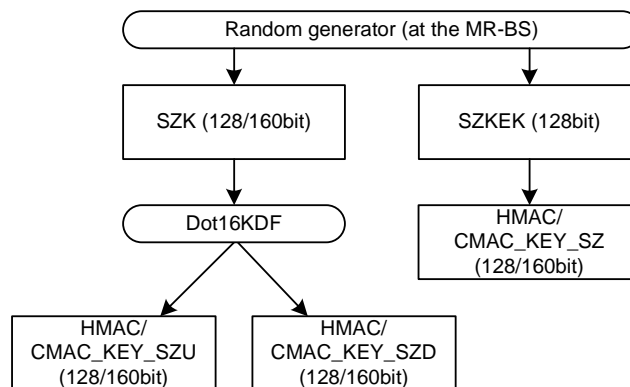 Random generator (at the MR-BS)
SZK (128/160bit)
SZKEK (128bit)
Dot16KDF
HMAC/
CMAC_KEY_SZ
(128/160bit)
HMAC/
CMAC_KEY_SZU
(128/160bit)
HMAC/
CMAC_KEY_SZD
(128/160bit)